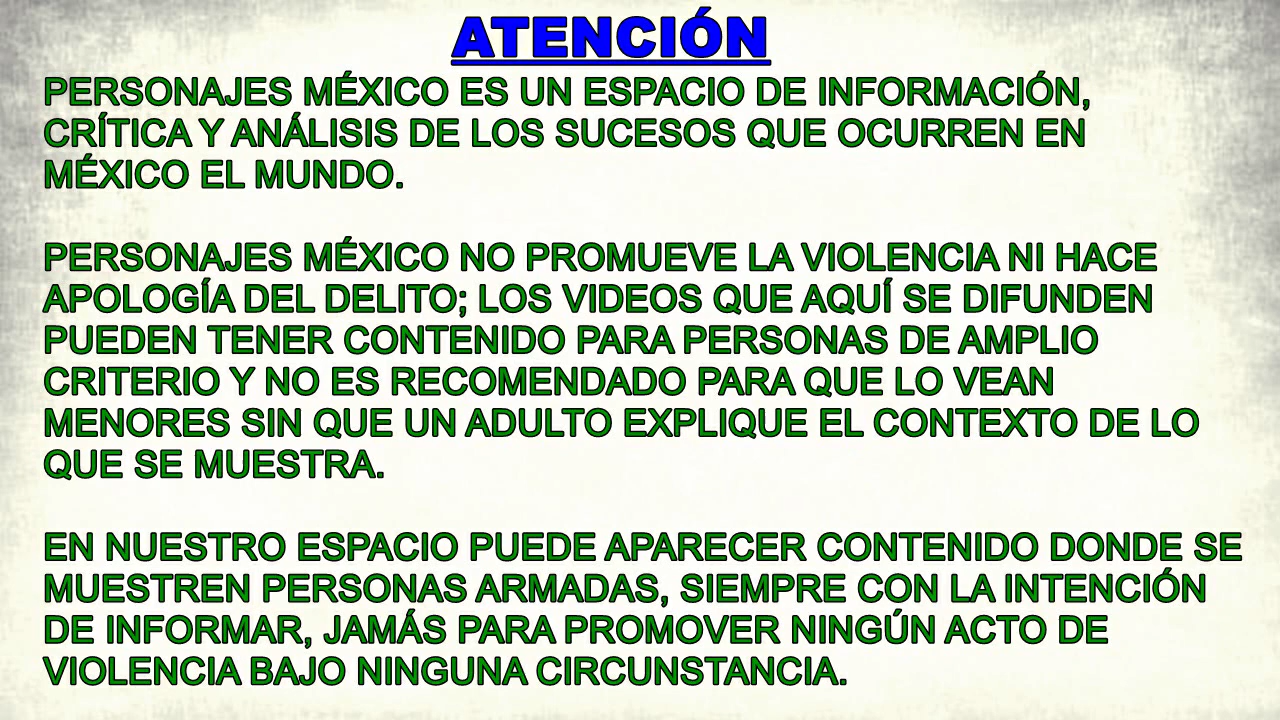 ATENCIÓN
PERSONAJES MÉXICO ES UN ESPACIO DE INFORMACIÓN,
CRÍTICA Y ANÁLISIS DE LOS SUCESOS QUE OCURREN EN
MÉXICO EL MUNDO.
PERSONAJES MÉXICO NO PROMUEVE LA VIOLENCIA NI HACE
APOLOGÍA DEL DELITO; LOS VIDEOS QUE AQUÍ SE DIFUNDEN
PUEDEN TENER CONTENIDO PARA PERSONAS DE AMPLIO
CRITERIO Y NO ES RECOMENDADO PARA QUE LO VEAN
MENORES SIN QUE UN ADULTO EXPLIQUE EL CONTEXTO DE LO
QUE SE MUESTRA.
EN NUESTRO ESPACIO PUEDE APARECER CONTENIDO DONDE SE
MUESTREN PERSONAS ARMADAS, SIEMPRE CON LA INTENCIÓN
DE INFORMAR, JAMÁS PARA PROMOVER NINGÚN ACTO DE
VIOLENCIA BAJO NINGUNA CIRCUNSTANCIA.